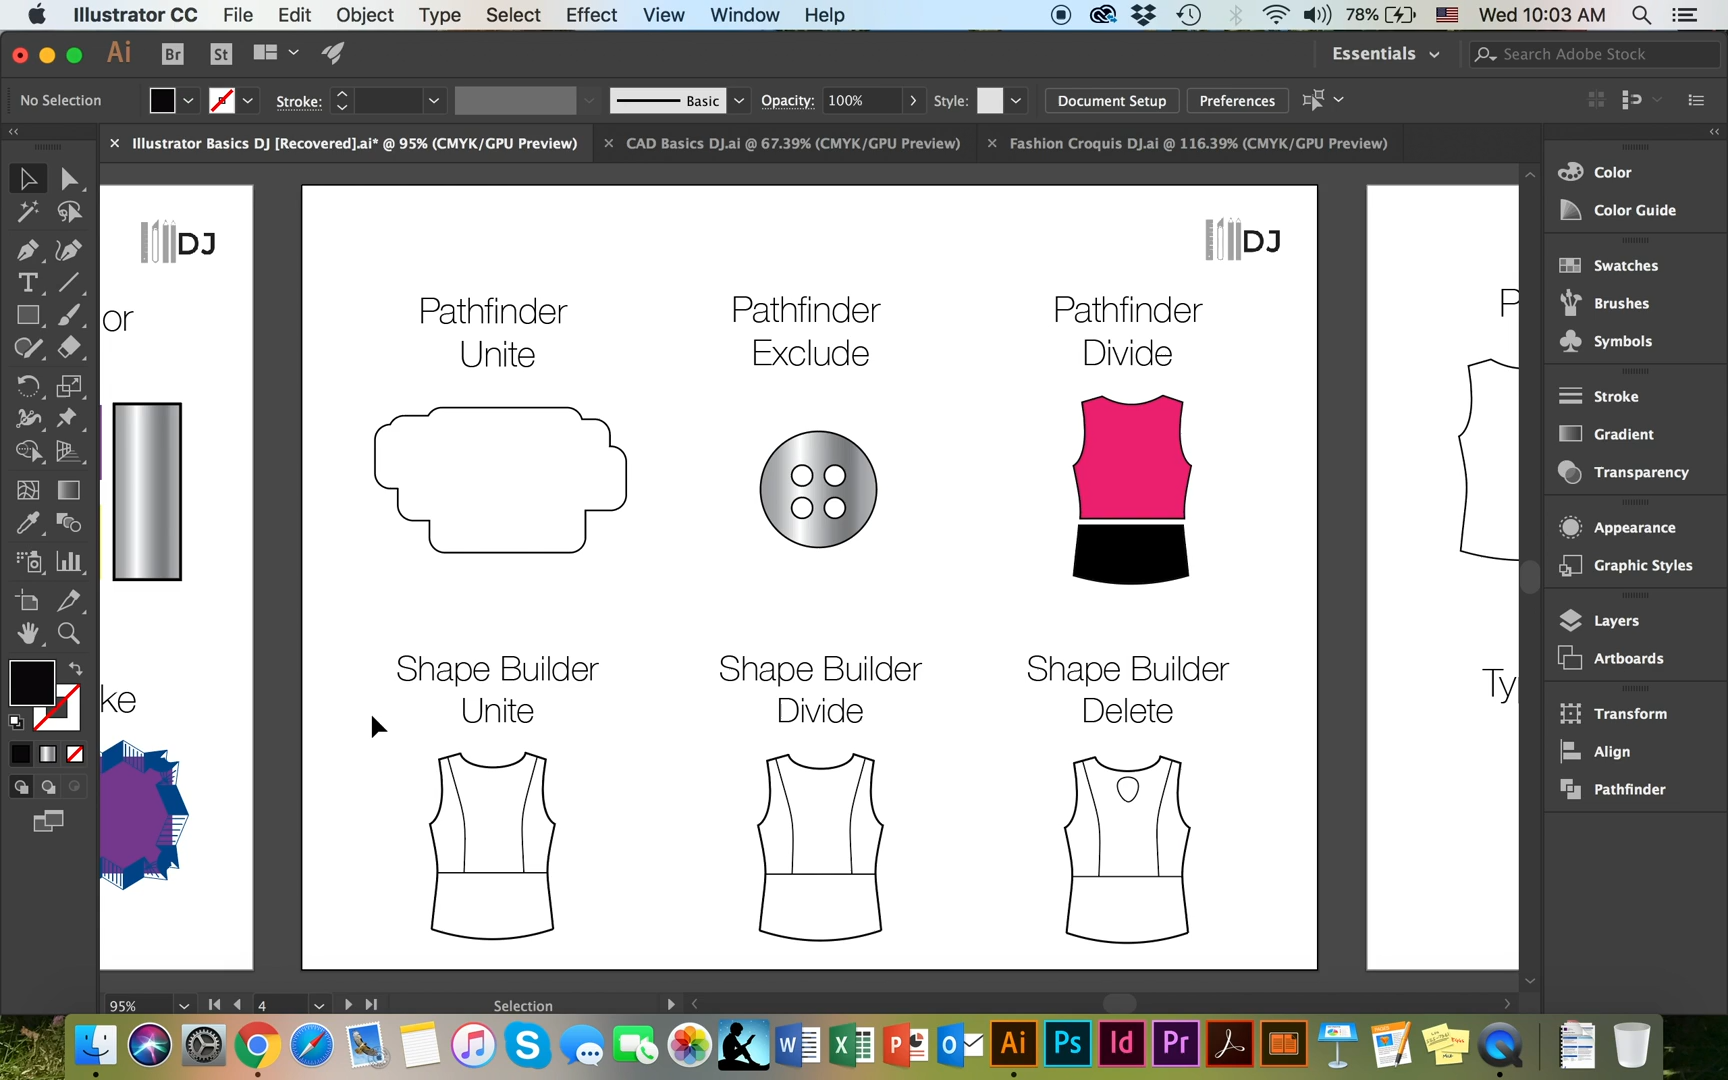 Illustrator CC File Edit Object Type Select Effect View Window Help 78% Wed 10:03 AM
Ai Br St Essentials Search Adobe Stock
No Selection Stroke: Basic Opacity: 100% Style: Document Setup Preferences
Illustrator Basics DJ [Recovered].ai* @ 95% (CMYK/GPU Preview) CAD Basics DJ.ai @ 67.39% (CMYK/GPU Preview) Fashion Croquis DJ.ai @ 116.39% (CMYK/GPU Preview)
Color
Color Guide
Swatches
Brushes
Symbols
Stroke
Gradient
Transparency
Appearance
Graphic Styles
Layers
Artboards
Transform
Align
Pathfinder
DJ
or
ke
DJ
Pathfinder
Unite
Pathfinder
Exclude
Pathfinder
Divide
Shape Builder
Unite
Shape Builder
Divide
Shape Builder
Delete
P
Ty
95% 4 Selection
W X P O Ai Ps Id Pr